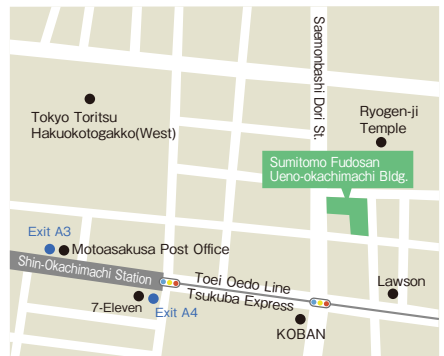 Saemonbashi Dori St.
Tokyo Toritsu
Hakuokotogakko(West)
Ryogen-ji
Temple
Sumitomo Fudosan
Ueno-okachimachi Bldg.
Exit A3
Motoasakusa Post Office
Shin-Okachimachi Station
Toei Oedo Line
Tsukuba Express
7-Eleven
Exit A4
Lawson
KOBAN